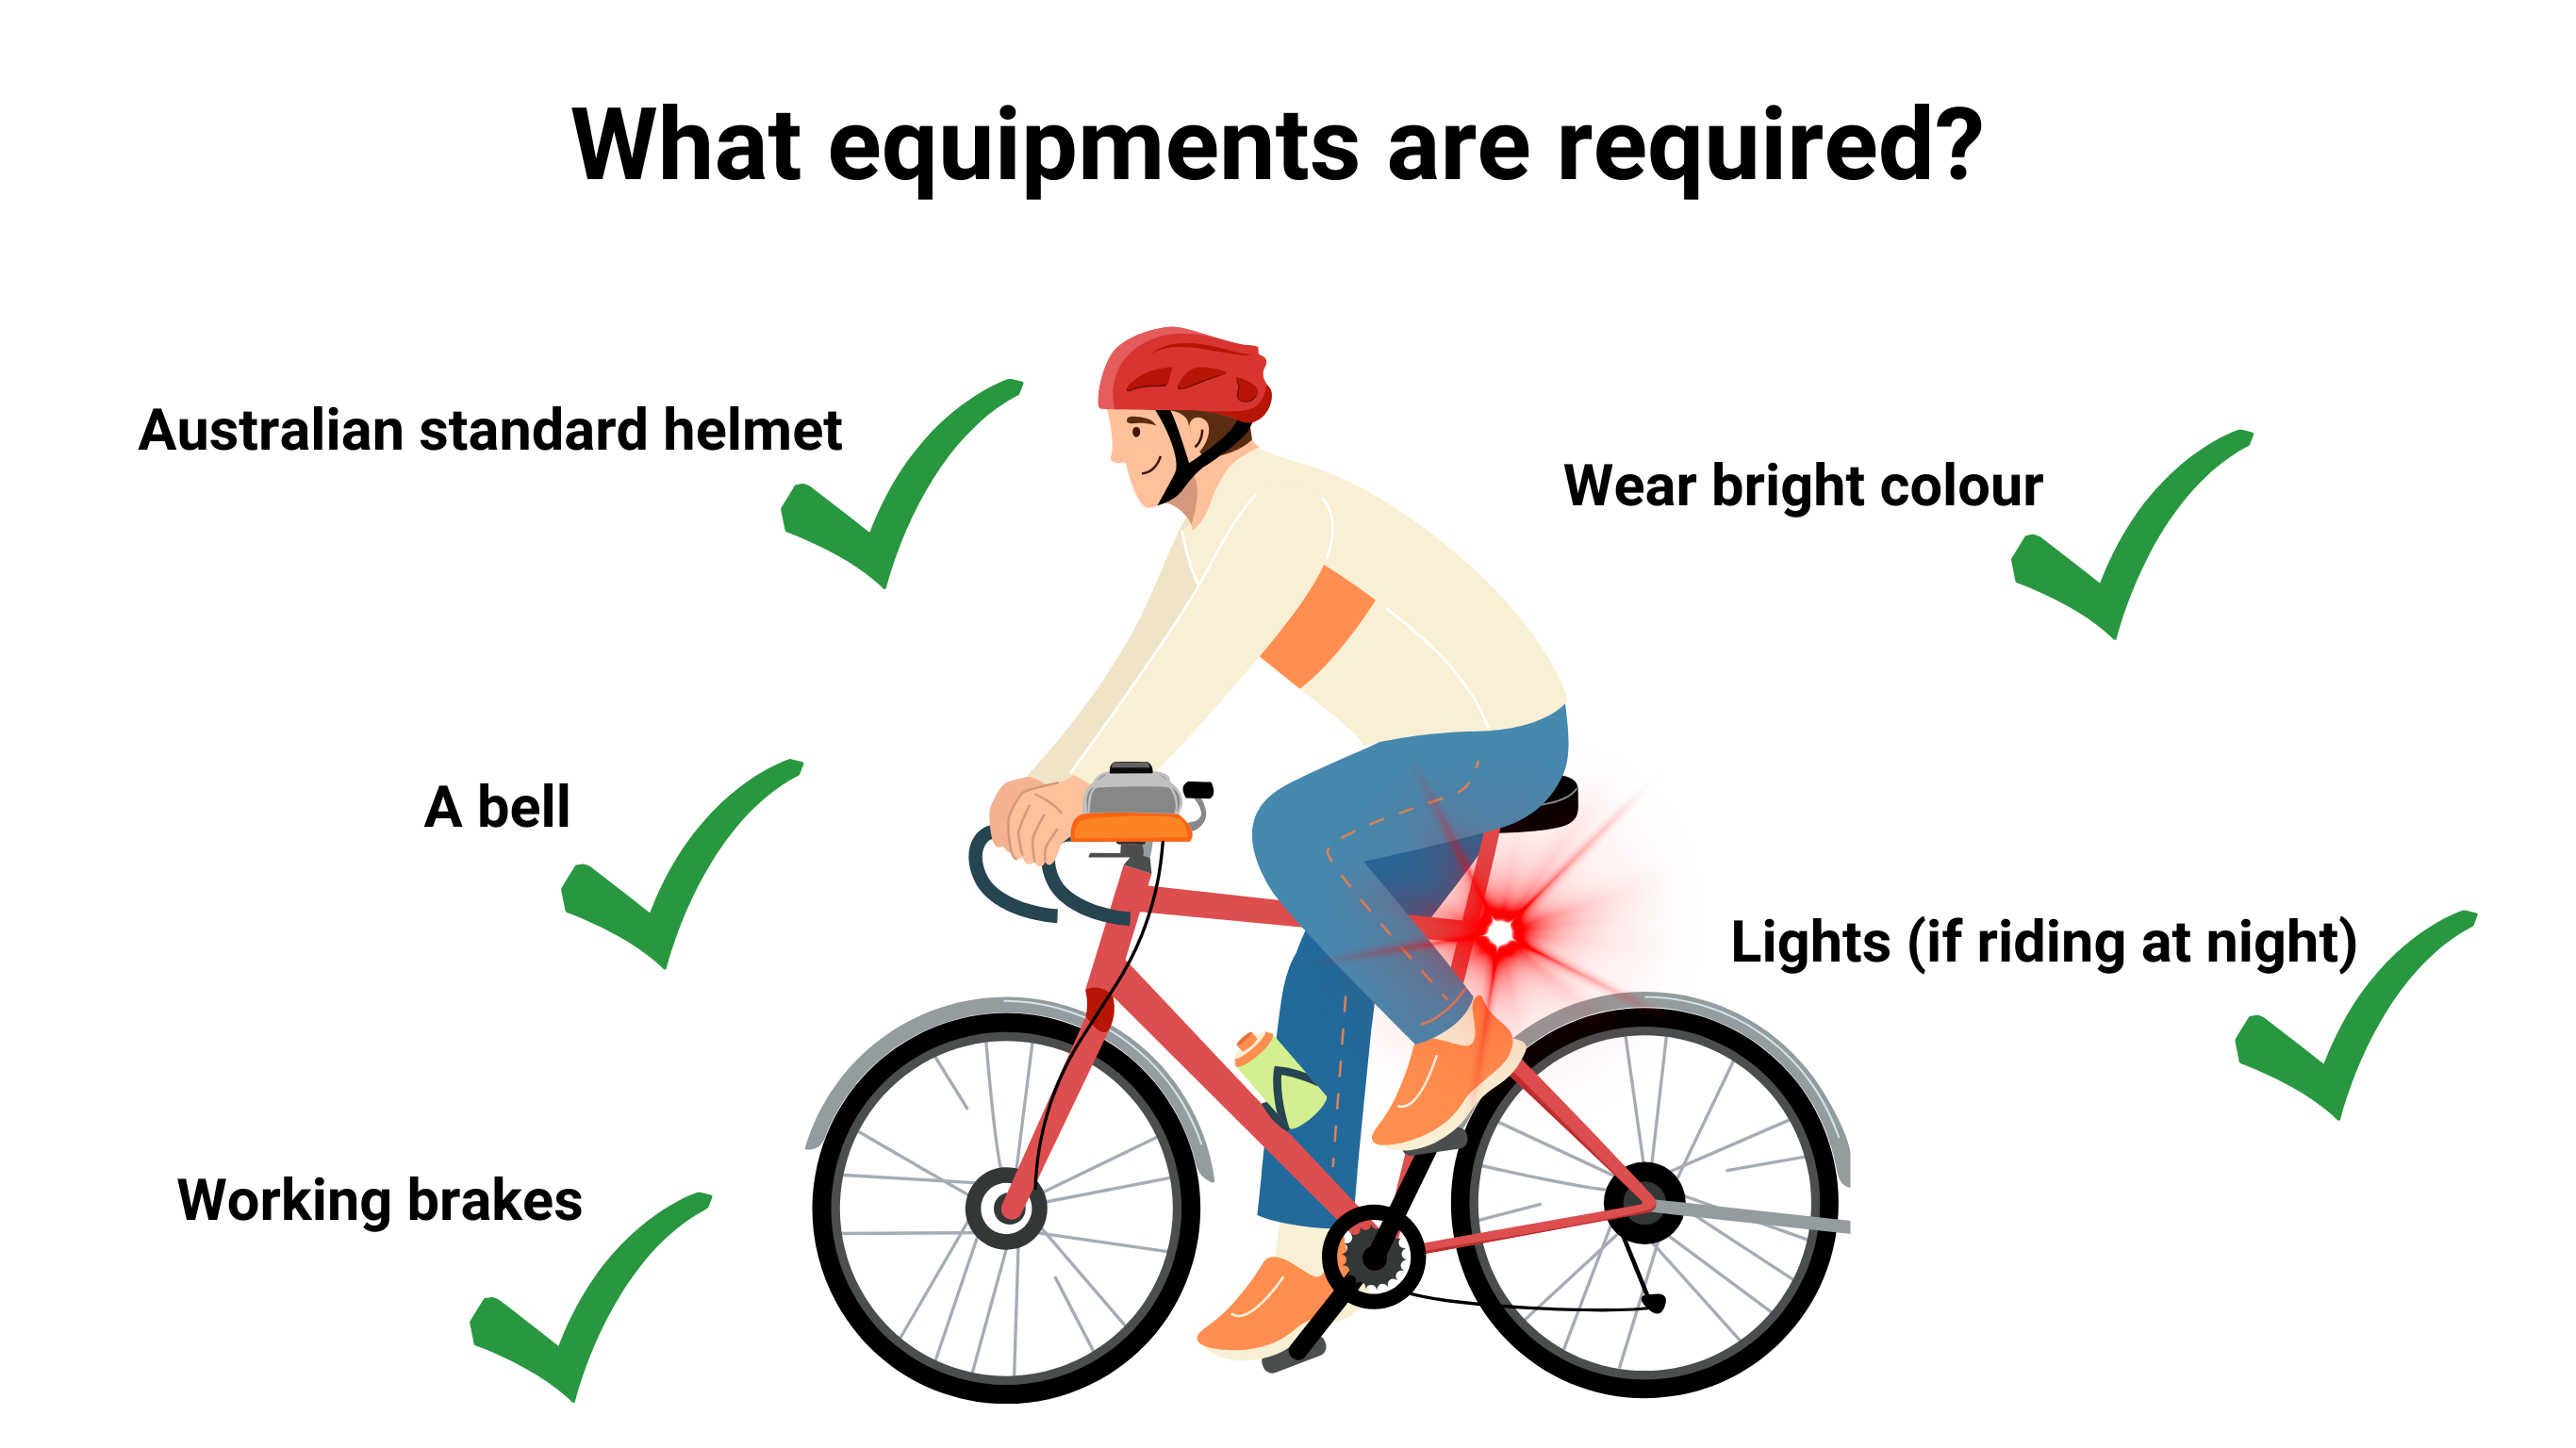 What equipments are required?
Australian standard helmet
Wear bright colour
A bell
Lights (if riding at night)
Working brakes